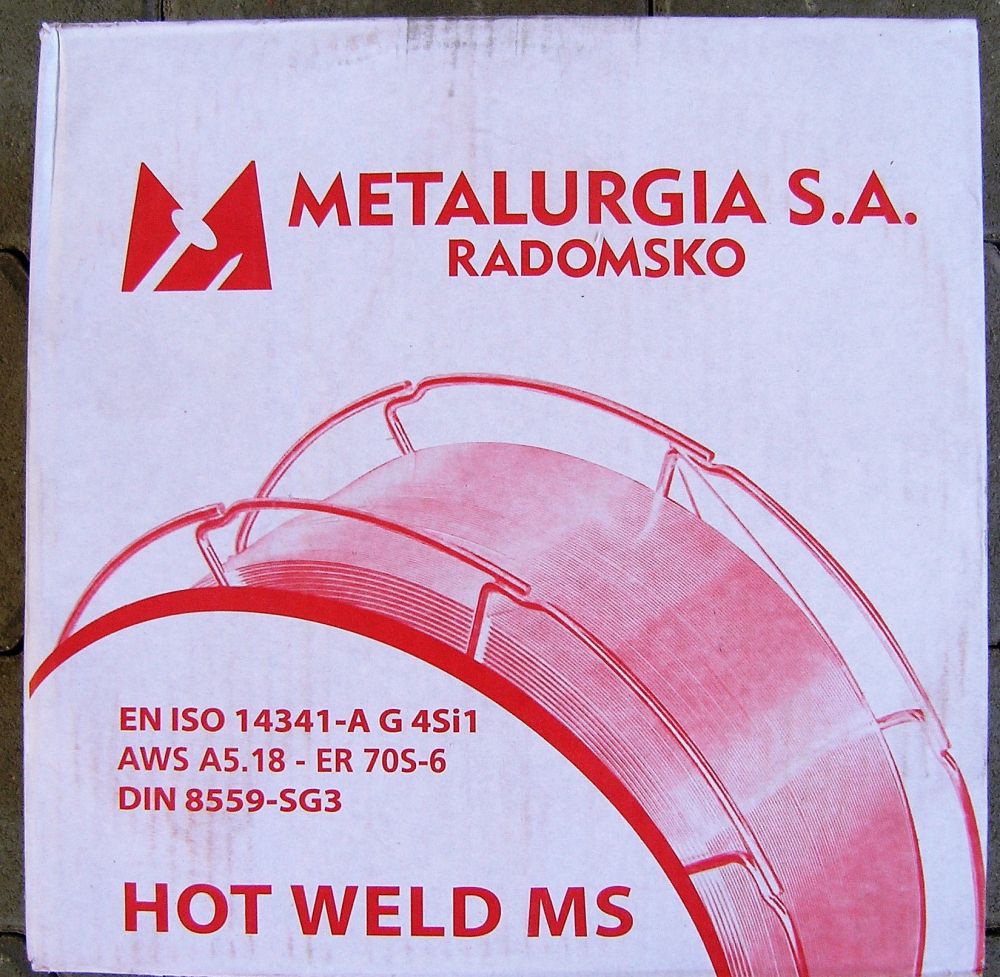 METALURGIA S.A.
RADOMSKO
EN ISO 14341-A G 4Si1
AWS A5.18 - ER 70S-6
DIN 8559-SG3
HOT WELD MS